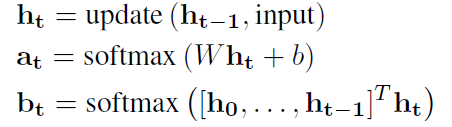 h_t = update (h_{t−1}, input)
a_t = softmax (W h_t + b)
b_t = softmax ([h_0, . . . , h_{t−1}]^T h_t)